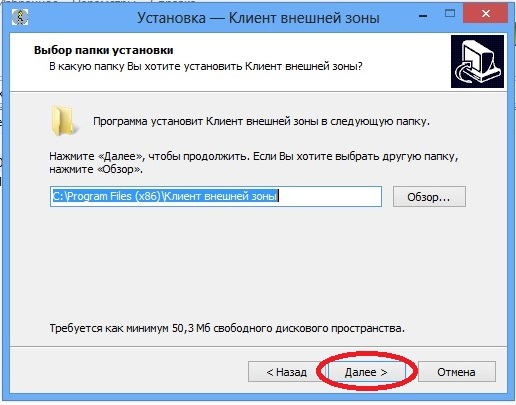 Установка — Клиент внешней зоны
Выбор папки установки
В какую папку Вы хотите установить Клиент внешней зоны?
Программа установит Клиент внешней зоны в следующую папку.
Нажмите «Далее», чтобы продолжить. Если Вы хотите выбрать другую папку,
нажмите «Обзор».
C:\Program Files (x86)\Клиент внешней зоны
Обзор...
Требуется как минимум 50,3 Мб свободного дискового пространства.
< Назад
Далее >
Отмена